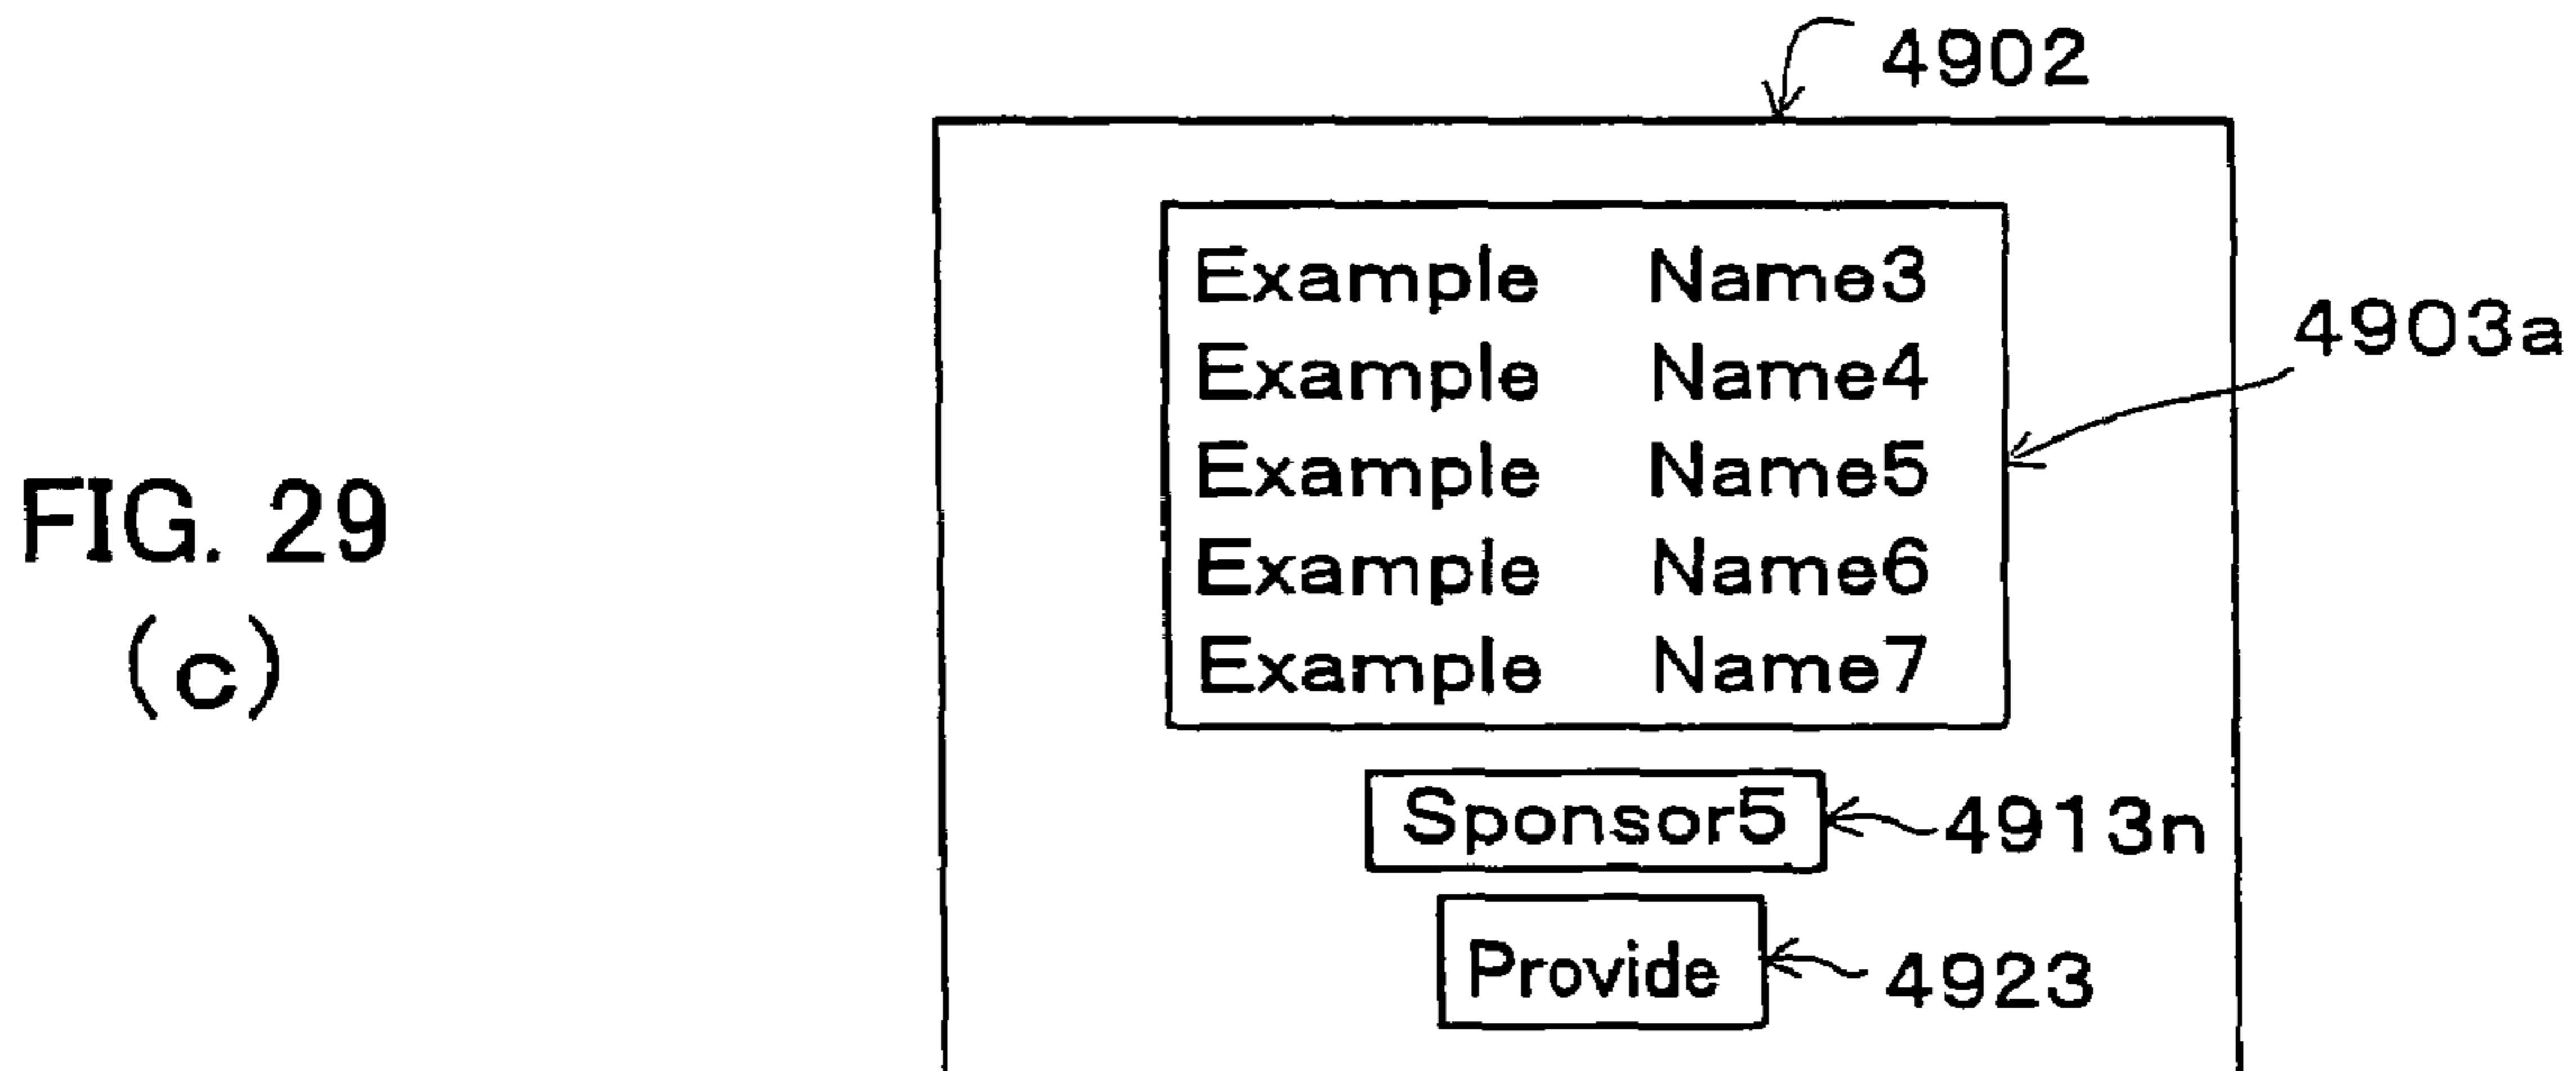 4902
Example Name3
Example Name4
Example Name5
Example Name6
Example Name7
4903a
FIG. 29
(c)
Sponsor5
4913n
Provide
4923